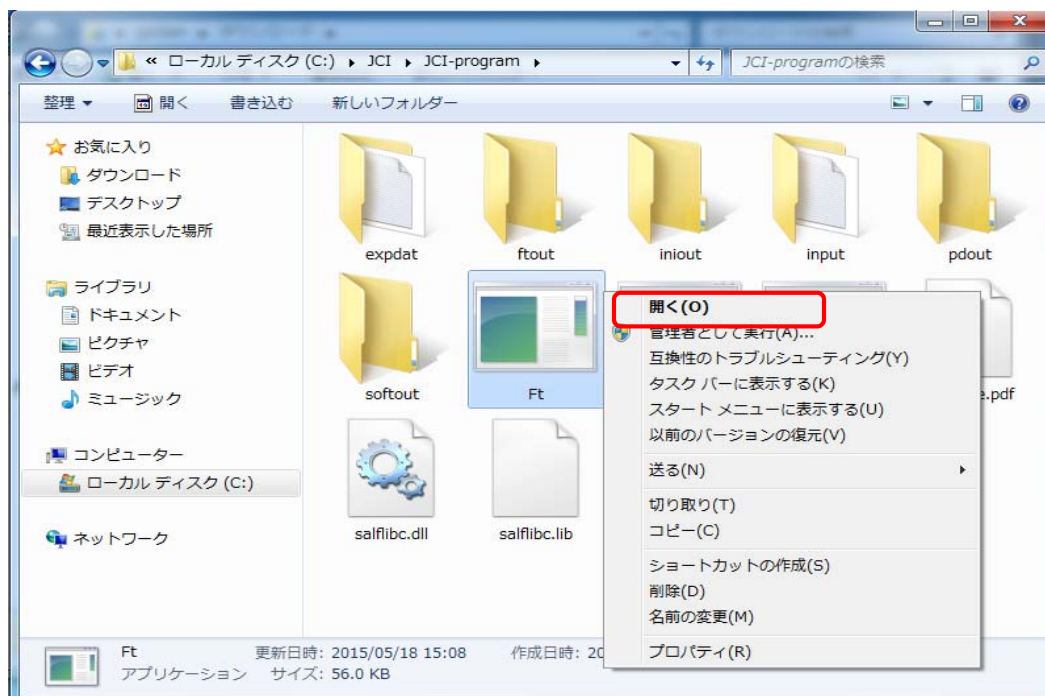 « ローカル ディスク (C:) ▸ JCI ▸ JCI-program ▸
JCI-programの検索
整理 ▼ 開く 書き込む 新しいフォルダー
お気に入り
ダウンロード
デスクトップ
最近表示した場所
ライブラリ
ドキュメント
ピクチャ
ビデオ
ミュージック
コンピューター
ローカル ディスク (C:)
ネットワーク
expdat ftout iniout input pdout
softout Ft .pdf
salflibc.dll salflibc.lib
開く(O)
管理者として実行(A)...
互換性のトラブルシューティング(Y)
タスク バーに表示する(K)
スタート メニューに表示する(U)
以前のバージョンの復元(V)
送る(N)
切り取り(T)
コピー(C)
ショートカットの作成(S)
削除(D)
名前の変更(M)
プロパティ(R)
Ft 更新日時: 2015/05/18 15:08 作成日時: 20
アプリケーション サイズ: 56.0 KB